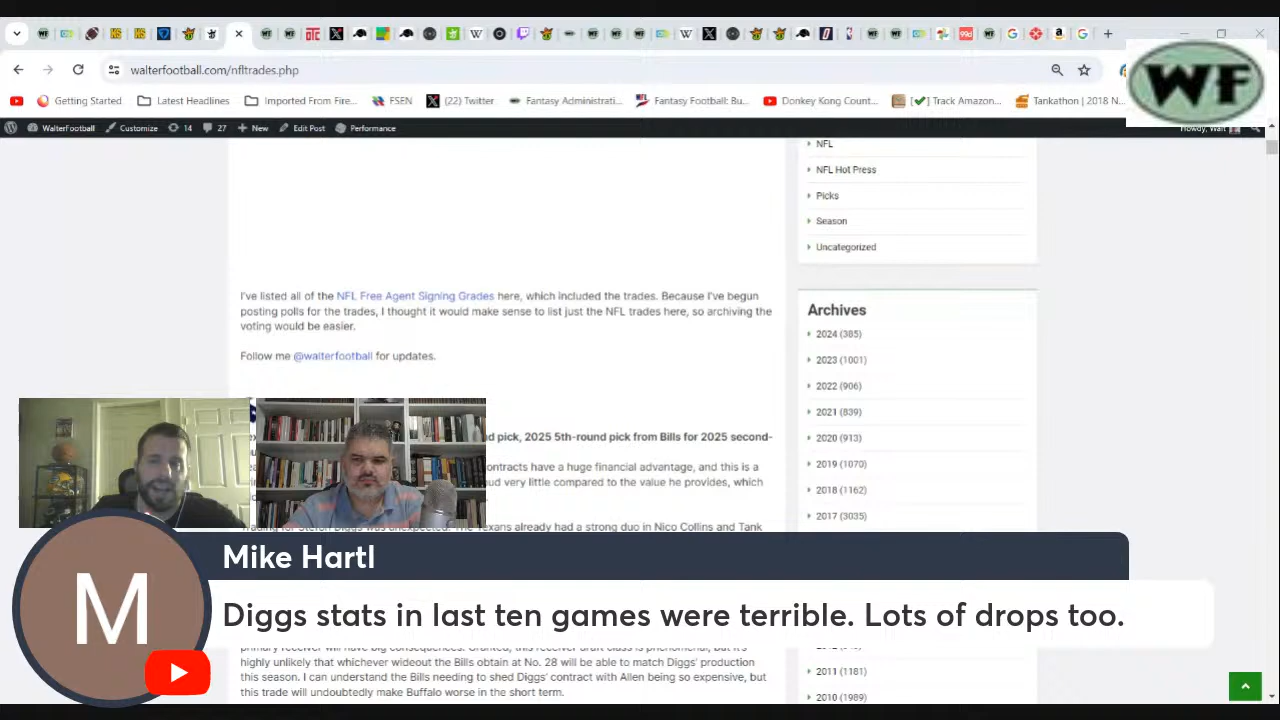 walterfootball.com/nfltrades.php
WF
Getting Started
Latest Headlines
Imported From Fire...
FSEN
(22) Twitter
Fantasy Administrati...
Fantasy Football: Bu...
Donkey Kong Count...
Track Amazon...
Tankathon | 2018 N...
WalterFootball
Customize
14
27
New
Edit Post
Performance
Howdy, Walt
NFL
NFL Hot Press
Picks
Season
Uncategorized
I've listed all of the NFL Free Agent Signing Grades here, which included the trades. Because I've begun
posting polls for the trades, I thought it would make sense to list just the NFL trades here, so archiving the
voting would be easier.
Follow me @walterfootball for updates.
Archives
2024 (385)
2023 (1001)
2022 (906)
2021 (839)
2020 (913)
2019 (1070)
2018 (1162)
2017 (3035)
2011 (1181)
2010 (1989)
pick, 2025 5th-round pick from Bills for 2025 second-
contracts have a huge financial advantage, and this is a
very little compared to the value he provides, which
Trading for Stefon Diggs was unexpected. The Texans already had a strong duo in Nico Collins and Tank
M
Mike Hartl
Diggs stats in last ten games were terrible. Lots of drops too.
primary receiver will have big consequences. Granted, this receiver draft class is phenomenal, but it's
highly unlikely that whichever wideout the Bills obtain at No. 28 will be able to match Diggs' production
this season. I can understand the Bills needing to shed Diggs' contract with Allen being so expensive, but
this trade will undoubtedly make Buffalo worse in the short term.